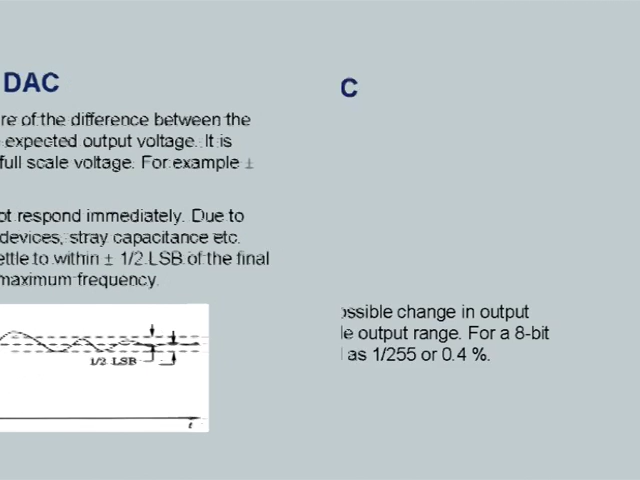 DAC
re of the difference between the
expected output voltage. It is
full scale voltage. For example ±
ot respond immediately. Due to
devices, stray capacitance etc.
ettle to within ± 1/2 LSB of the final
maximum frequency.
1/2 LSB
t
C
ossible change in output
le output range. For a 8-bit
as 1/255 or 0.4 %.